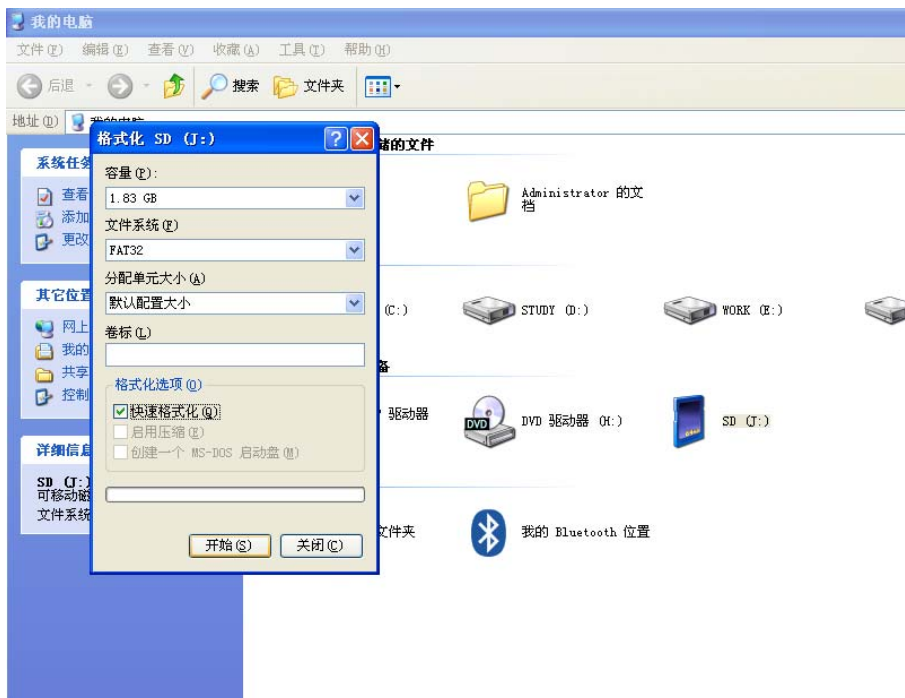 我的电脑
文件(F) 编辑(E) 查看(V) 收藏(A) 工具(T) 帮助(H)
后退 搜索 文件夹
地址(D) 我的电脑
格式化 SD (J:)
储的文件
系统任务
查看
添加
更改
容量(P):
1.83 GB
Administrator 的文
档
文件系统(F)
FAT32
分配单元大小(A)
默认配置大小
其它位置
网上
我的
共享
控制
(C:)
STUDY (D:)
WORK (E:)
卷标(L)
备
格式化选项(O)
快速格式化(Q)
启用压缩(E)
创建一个 MS-DOS 启动盘(M)
驱动器
DVD
DVD 驱动器 (H:)
SD (J:)
详细信息
SD (J:)
可移动磁
文件系统
文件夹
我的 Bluetooth 位置
开始(S) 关闭(C)